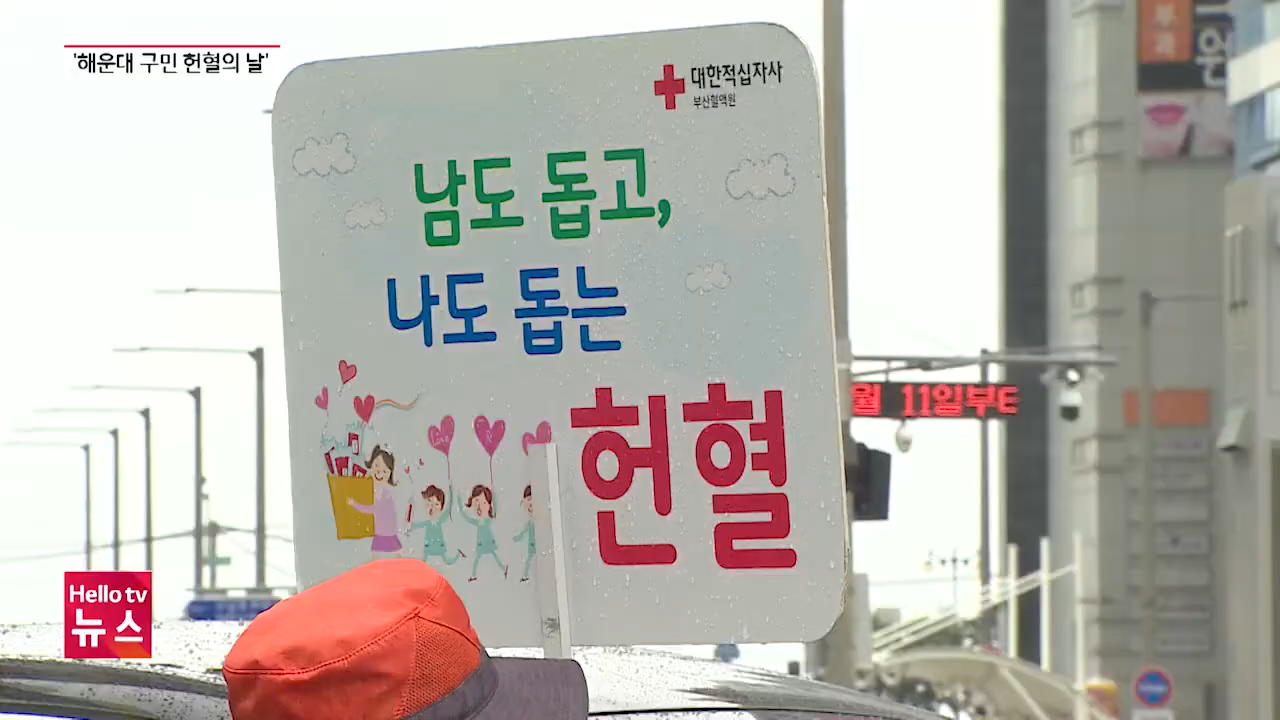 '해운대 구민 헌혈의 날'
대한적십자사
부산혈액원
남도 돕고,
나도 돕는
헌혈
월 11일부터
Hello tv
뉴스